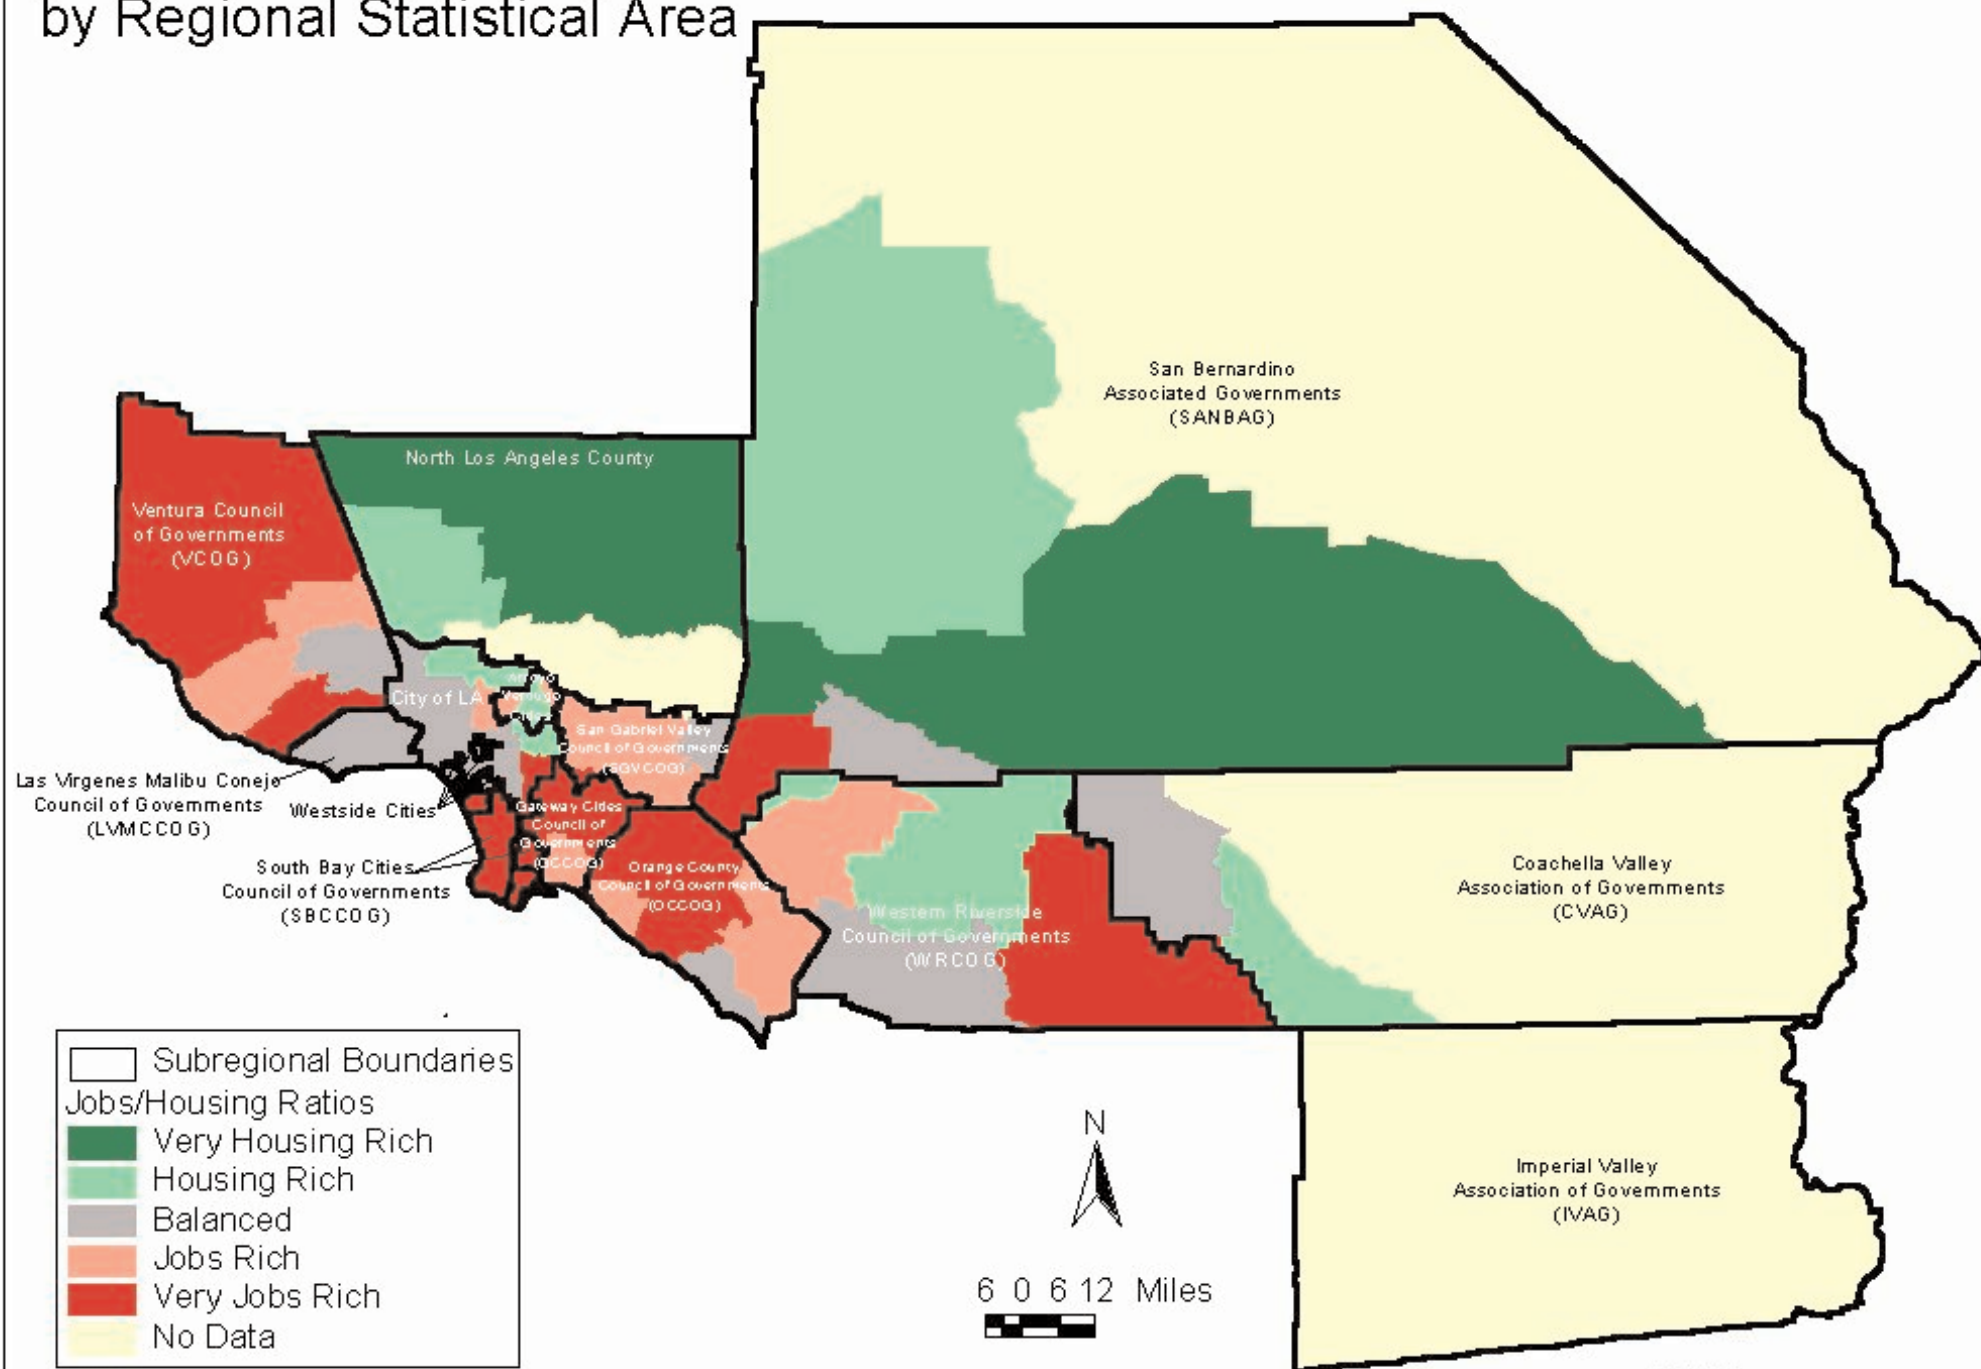 by Regional Statistical Area
San Bernardino
Associated Governments
(SANBAG)
North Los Angeles County
Ventura Council
of Governments
(VCOG)
Arroyo
Verdugo
City of LA
San Gabriel Valley
Council of Governments
(SGVCOG)
Las Virgenes Malibu Conejo
Council of Governments
(LVMCCOG)
Westside Cities
Gateway Cities
Council of
Governments
(GCCOG)
South Bay Cities
Council of Governments
(SBCCOG)
Orange County
Council of Governments
(OCCOG)
Western Riverside
Council of Governments
(WRCOG)
Coachella Valley
Association of Governments
(CVAG)
Imperial Valley
Association of Governments
(IVAG)
Subregional Boundaries
Jobs/Housing Ratios
Very Housing Rich
Housing Rich
Balanced
Jobs Rich
Very Jobs Rich
No Data
N
6 0 6 12 Miles